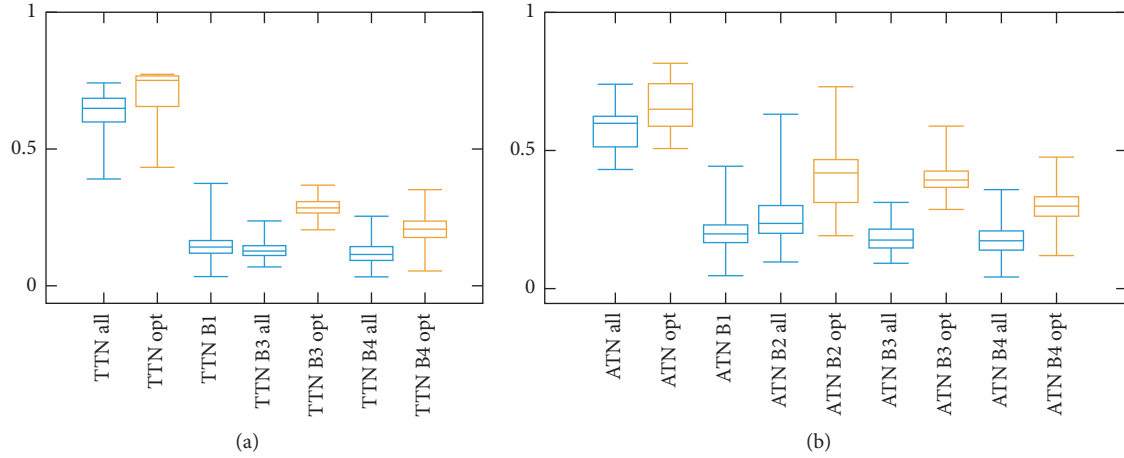 1
0.5
0
TTN all
TTN opt
TTN B1
TTN B3 all
TTN B3 opt
TTN B4 all
TTN B4 opt
(a)
1
0.5
0
ATN all
ATN opt
ATN B1
ATN B2 all
ATN B2 opt
ATN B3 all
ATN B3 opt
ATN B4 all
ATN B4 opt
(b)